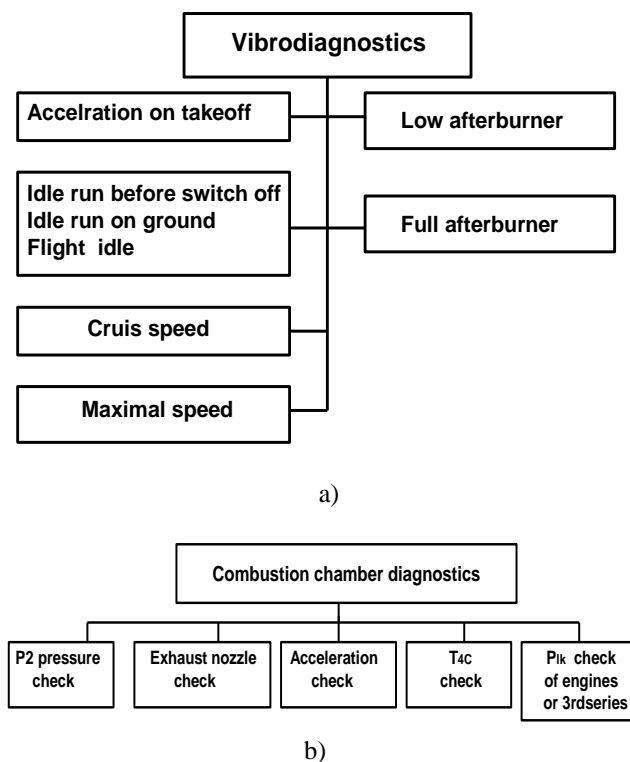 Vibrodiagnostics
Accelration on takeoff
Low afterburner
Idle run before switch off
Idle run on ground
Flight idle
Full afterburner
Cruis speed
Maximal speed
a)
Combustion chamber diagnostics
P2 pressure
check
Exhaust nozzle
check
Acceleration
check
T4C
check
Plk check
of engines
or 3rdseries
b)